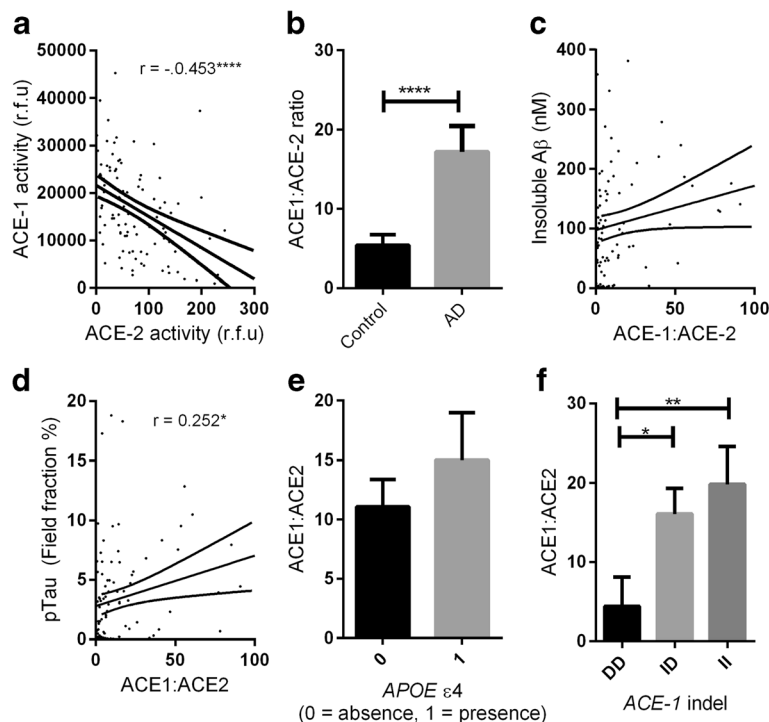 a
r = -.0.453****
ACE-1 activity (r.f.u)
50000
40000
30000
20000
10000
0
0 100 200 300
ACE-2 activity (r.f.u)
b
****
ACE1:ACE-2 ratio
30
20
10
0
Control
AD
c
Insoluble Aβ (nM)
400
300
200
100
0
0 50 100
ACE-1:ACE-2
d
r = 0.252*
pTau (Field fraction %)
20
15
10
5
0
0 50 100
ACE1:ACE2
e
ACE1:ACE2
20
15
10
5
0
0
1
APOE ε4
(0 = absence, 1 = presence)
f
**
*
ACE1:ACE2
30
20
10
0
DD
ID
II
ACE-1 indel